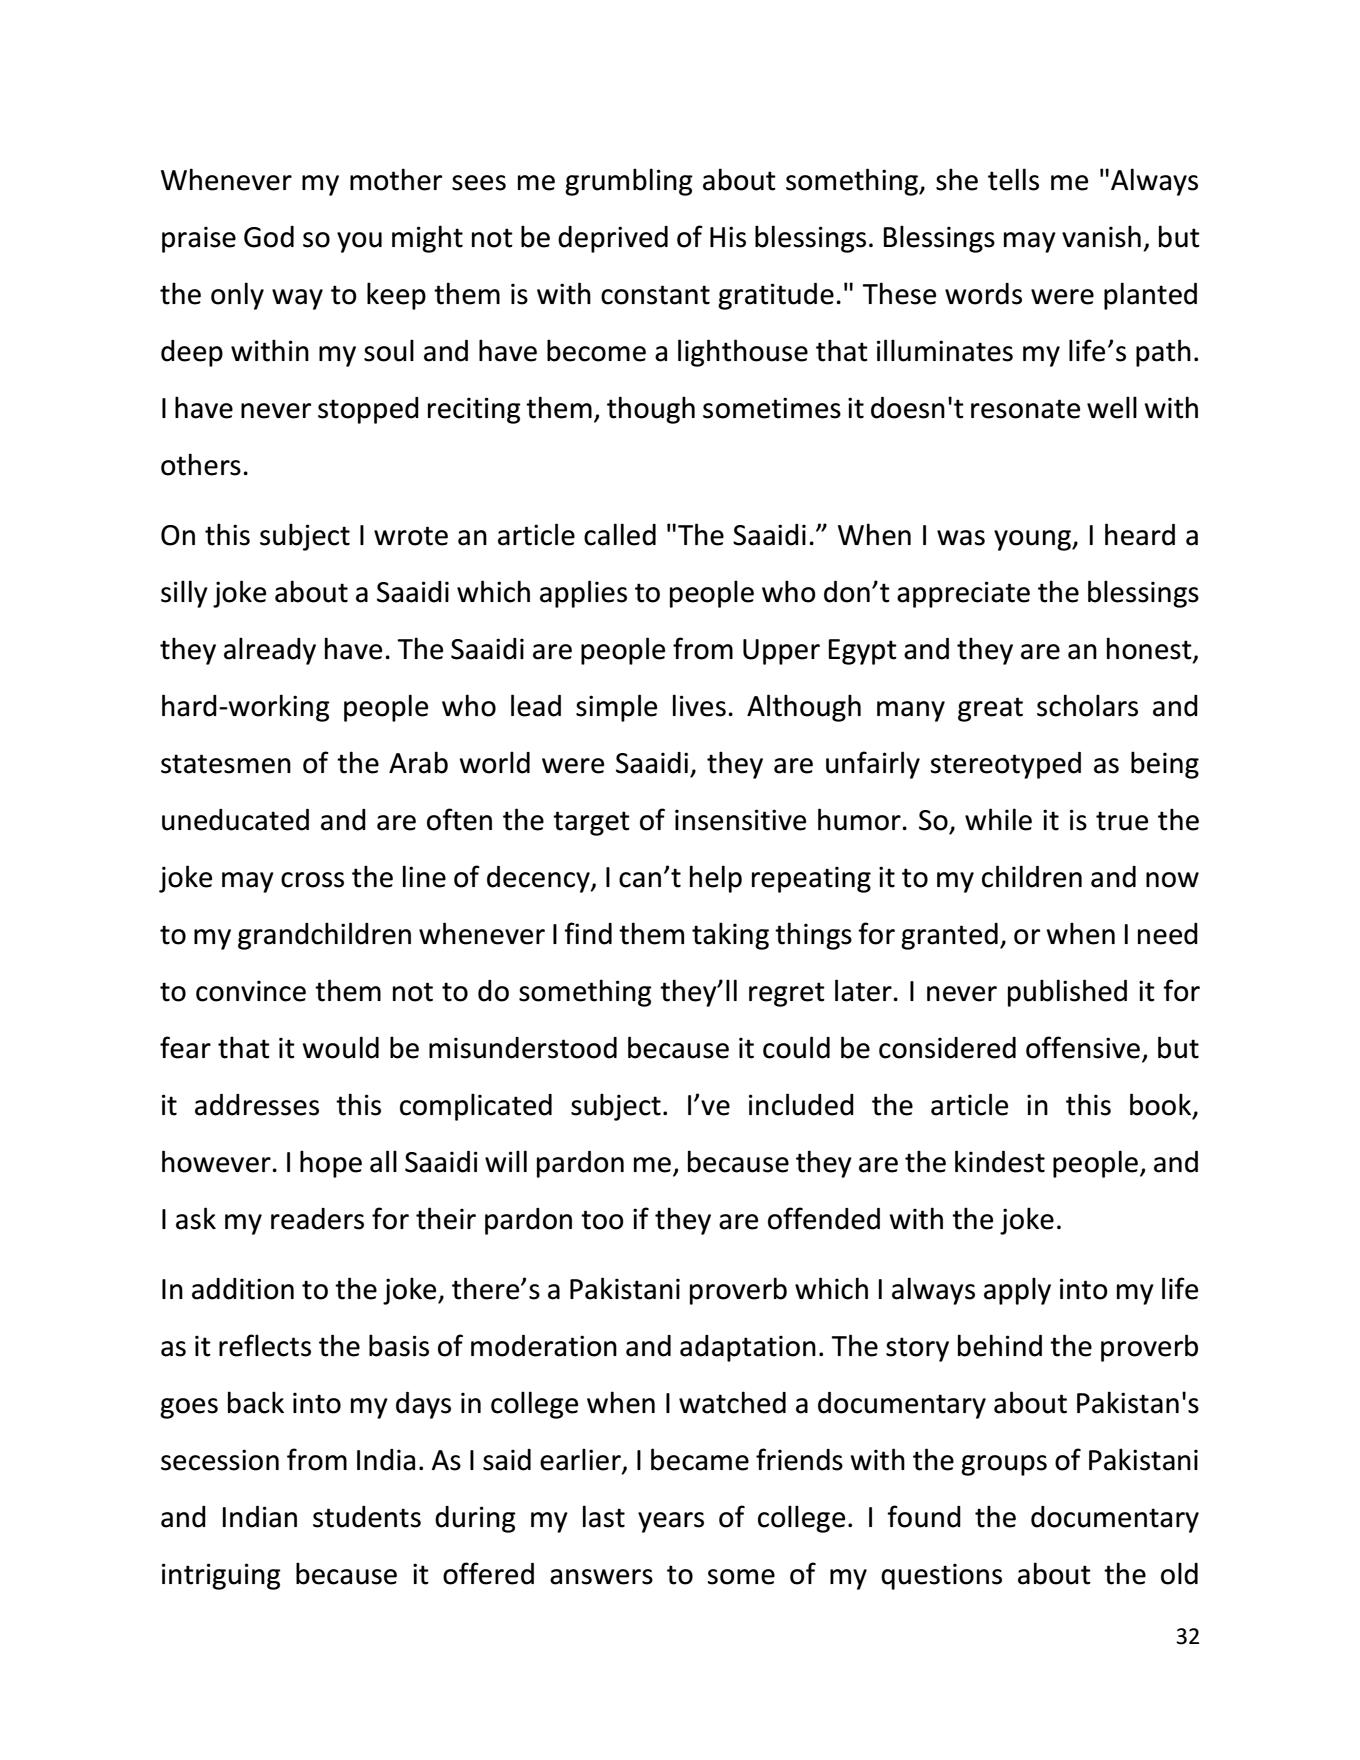 Whenever my mother sees me grumbling about something, she tells me "Always
praise God so you might not be deprived of His blessings. Blessings may vanish, but
the only way to keep them is with constant gratitude." These words were planted
deep within my soul and have become a lighthouse that illuminates my life’s path.
I have never stopped reciting them, though sometimes it doesn't resonate well with
others.
On this subject I wrote an article called "The Saaidi.” When I was young, I heard a
silly joke about a Saaidi which applies to people who don’t appreciate the blessings
they already have. The Saaidi are people from Upper Egypt and they are an honest,
hard-working people who lead simple lives. Although many great scholars and
statesmen of the Arab world were Saaidi, they are unfairly stereotyped as being
uneducated and are often the target of insensitive humor. So, while it is true the
joke may cross the line of decency, I can’t help repeating it to my children and now
to my grandchildren whenever I find them taking things for granted, or when I need
to convince them not to do something they’ll regret later. I never published it for
fear that it would be misunderstood because it could be considered offensive, but
it addresses this complicated subject. I’ve included the article in this book,
however. I hope all Saaidi will pardon me, because they are the kindest people, and
I ask my readers for their pardon too if they are offended with the joke.
In addition to the joke, there’s a Pakistani proverb which I always apply into my life
as it reflects the basis of moderation and adaptation. The story behind the proverb
goes back into my days in college when I watched a documentary about Pakistan's
secession from India. As I said earlier, I became friends with the groups of Pakistani
and Indian students during my last years of college. I found the documentary
intriguing because it offered answers to some of my questions about the old
32